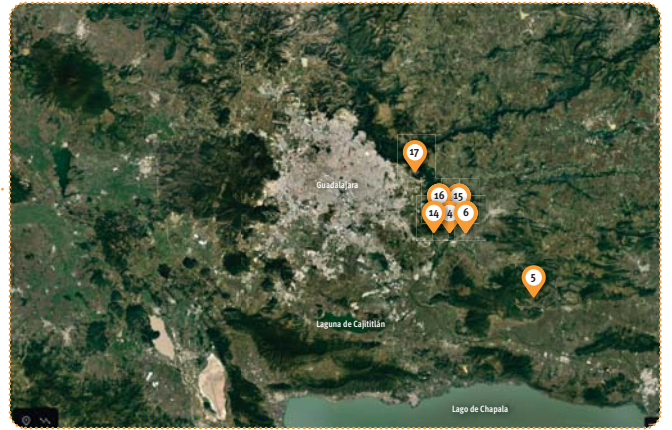 17
Guadalajara
16 15
14 4 6
5
Laguna de Cajititlán
Lago de Chapala